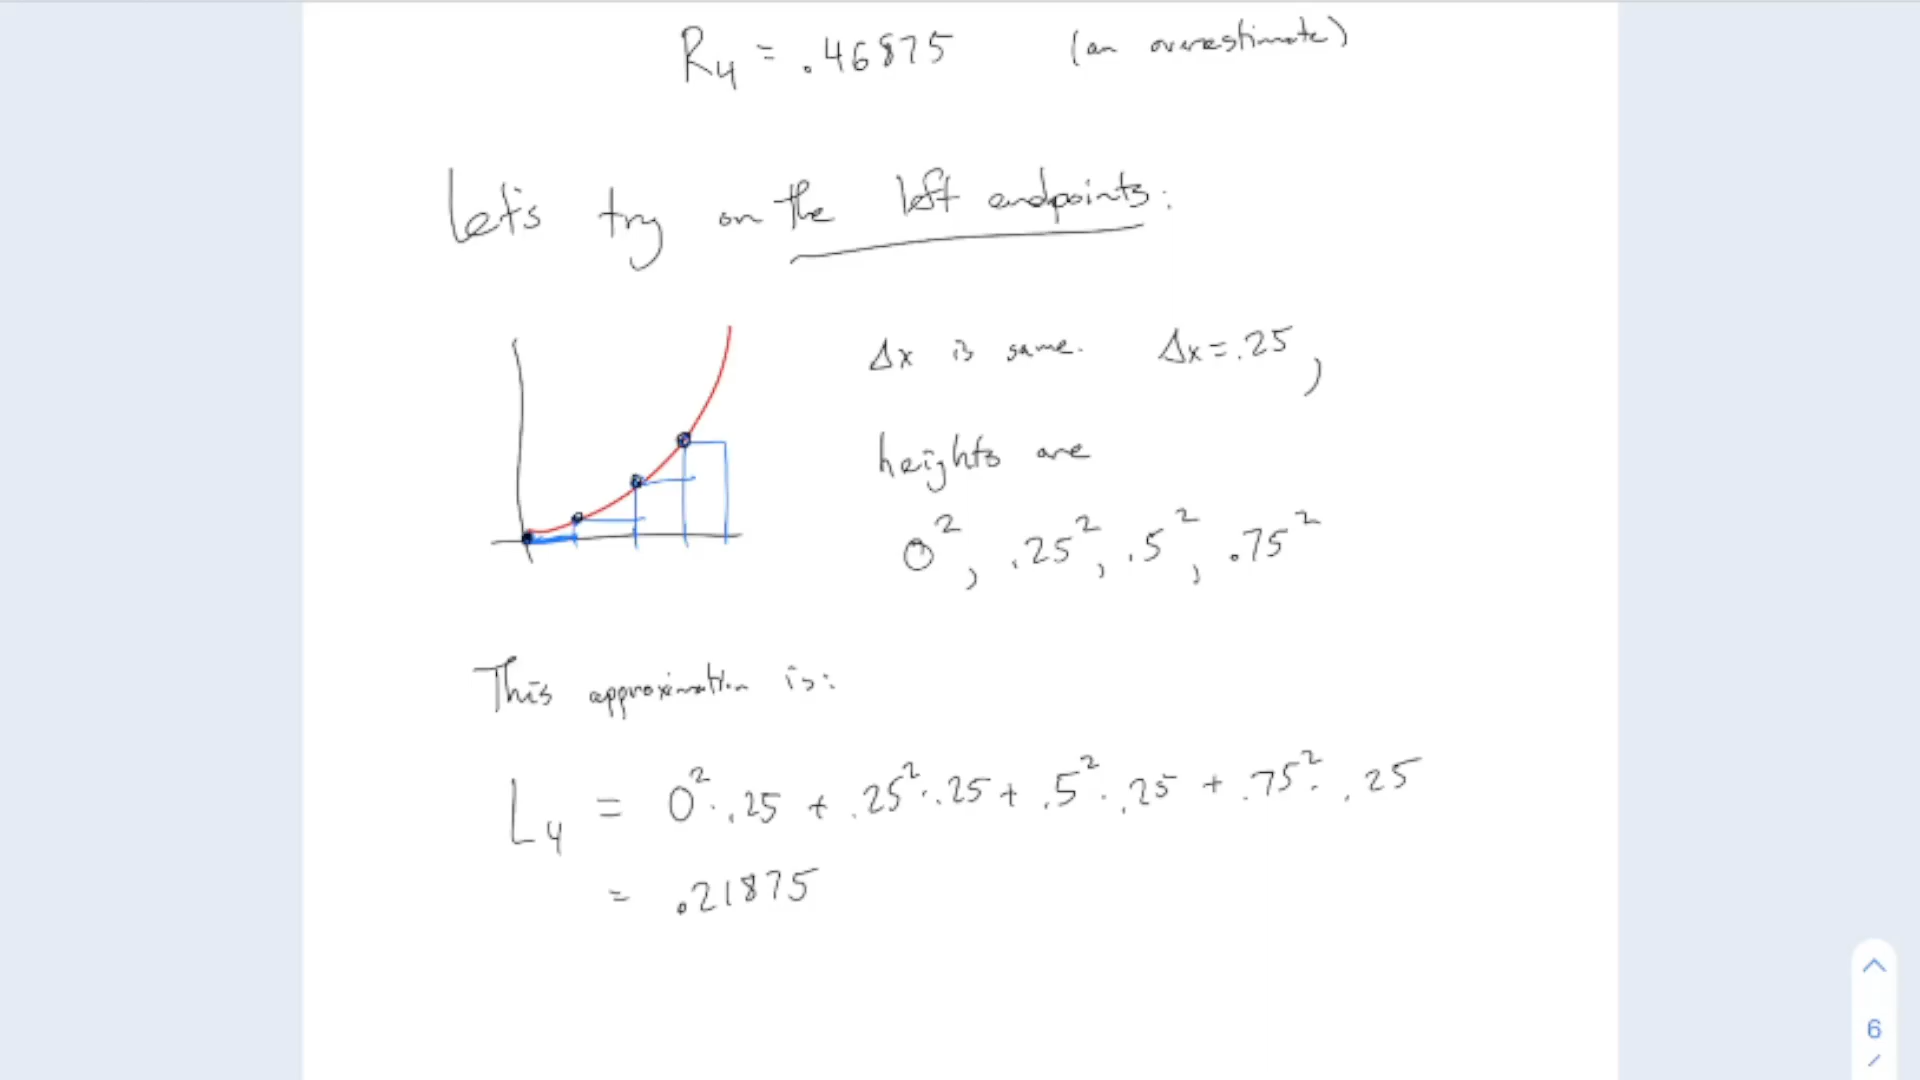 R₄ = .46875 (an overestimate)
Let's try on the left endpoints:
Δx is same. Δx = .25,
heights are
0², .25², .5², .75²
This approximation is:
L₄ = 0²·.25 + .25²·.25 + .5²·.25 + .75²·.25
= .21875
6